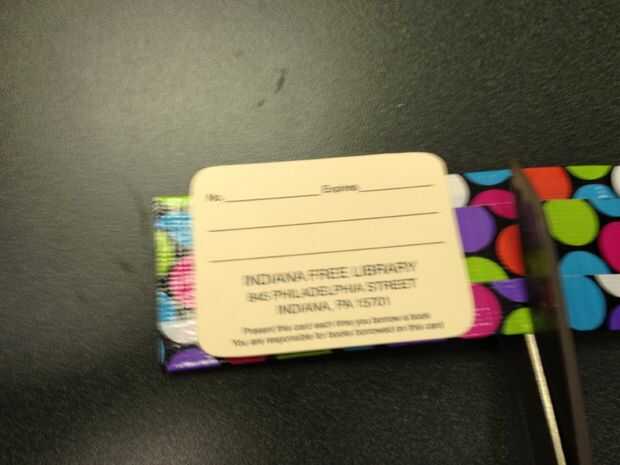 No. Expires
INDIANA FREE LIBRARY
845 PHILADELPHIA STREET
INDIANA, PA 15701
Present this card each time you borrow a book
You are responsible for books borrowed on this card